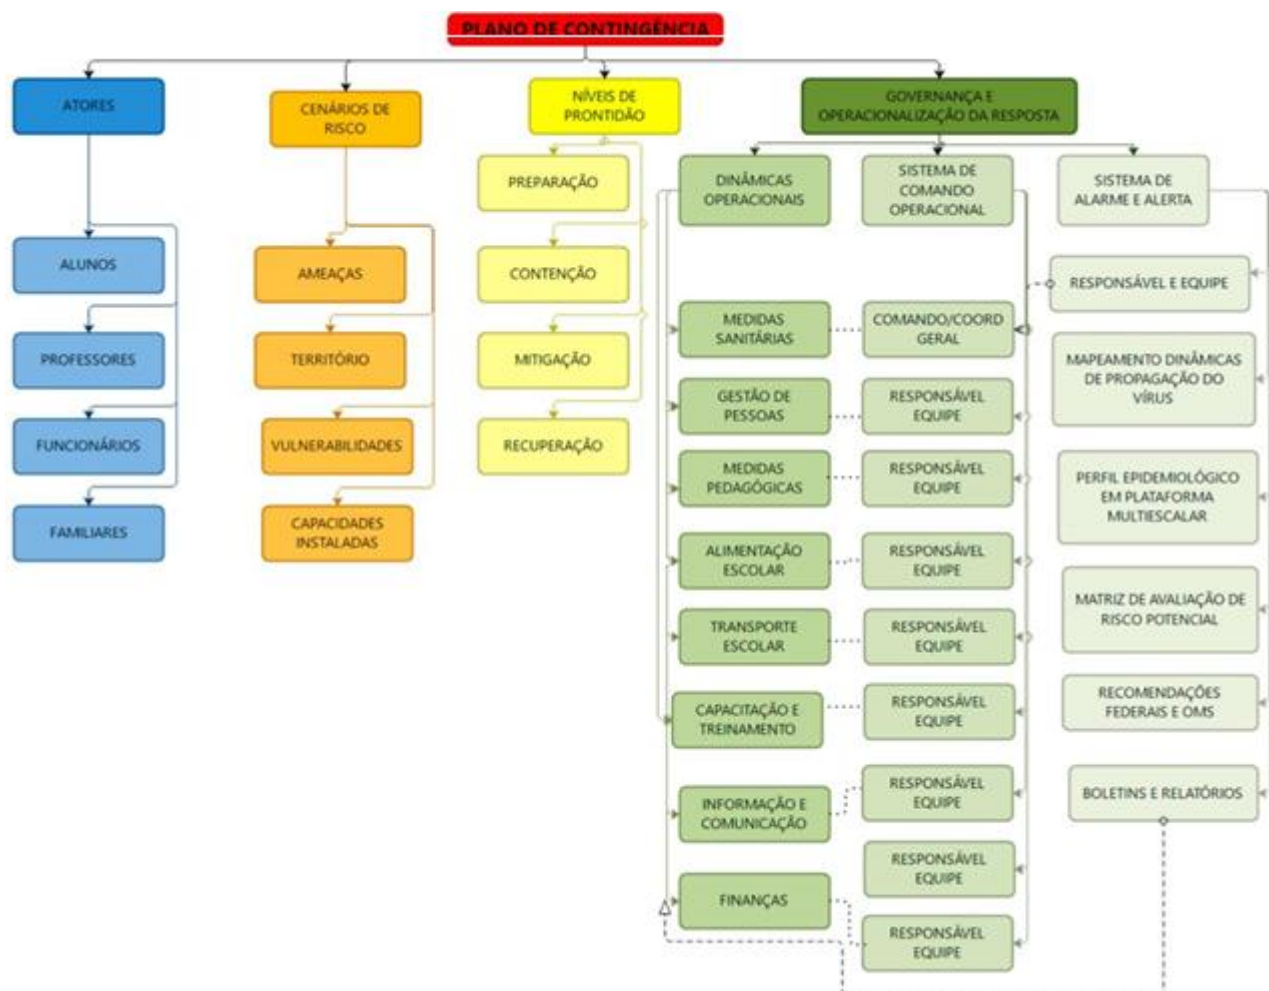 PLANO DE CONTINGÊNCIA
ATORES
ALUNOS
PROFESSORES
FUNCIONÁRIOS
FAMILIARES
CENÁRIOS DE
RISCO
AMEAÇAS
TERRITÓRIO
VULNERABILIDADES
CAPACIDADES
INSTALADAS
NÍVEIS DE
PRONTIDÃO
PREPARAÇÃO
CONTENÇÃO
MITIGAÇÃO
RECUPERAÇÃO
GOVERNANÇA E
OPERACIONALIZAÇÃO DA RESPOSTA
DINÂMICAS
OPERACIONAIS
MEDIDAS
SANITÁRIAS
GESTÃO DE
PESSOAS
MEDIDAS
PEDAGÓGICAS
ALIMENTAÇÃO
ESCOLAR
TRANSPORTE
ESCOLAR
CAPACITAÇÃO E
TREINAMENTO
INFORMAÇÃO E
COMUNICAÇÃO
FINANÇAS
SISTEMA DE
COMANDO
OPERACIONAL
COMANDO/COORD
GERAL
RESPONSÁVEL
EQUIPE
RESPONSÁVEL
EQUIPE
RESPONSÁVEL
EQUIPE
RESPONSÁVEL
EQUIPE
RESPONSÁVEL
EQUIPE
RESPONSÁVEL
EQUIPE
RESPONSÁVEL
EQUIPE
RESPONSÁVEL
EQUIPE
SISTEMA DE
ALARME E ALERTA
RESPONSÁVEL E EQUIPE
MAPEAMENTO DINÂMICAS
DE PROPAGAÇÃO DO
VÍRUS
PERFIL EPIDEMIOLÓGICO
EM PLATAFORMA
MULTIESCALAR
MATRIZ DE AVALIAÇÃO DE
RISCO POTENCIAL
RECOMENDAÇÕES
FEDERAIS E OMS
BOLETINS E RELATÓRIOS